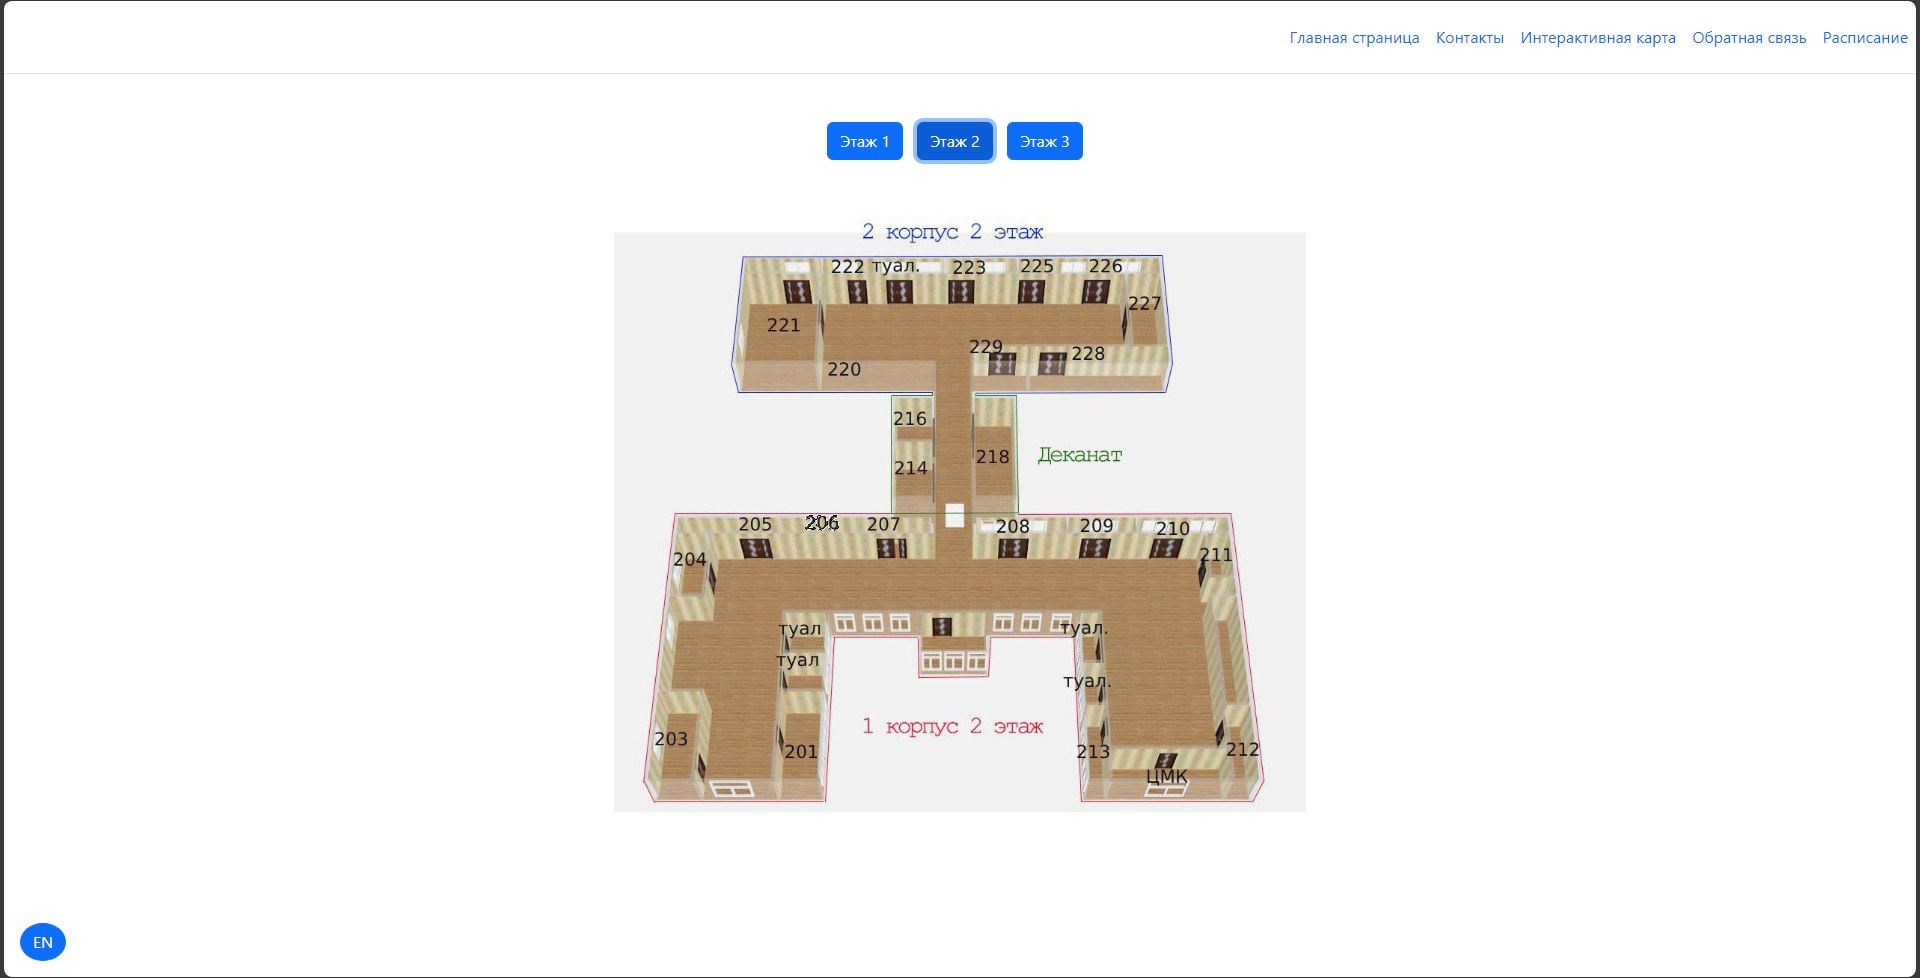 Главная страница Контакты Интерактивная карта Обратная связь Расписание
Этаж 1 Этаж 2 Этаж 3
2 корпус 2 этаж
222 туал. 223 225 226
227
221
229
228
220
216
214
218
Деканат
205 206 207 208 209 210
204
211
туал туал.
туал
туал.
1 корпус 2 этаж
203
201
213
212
ЦМК
EN